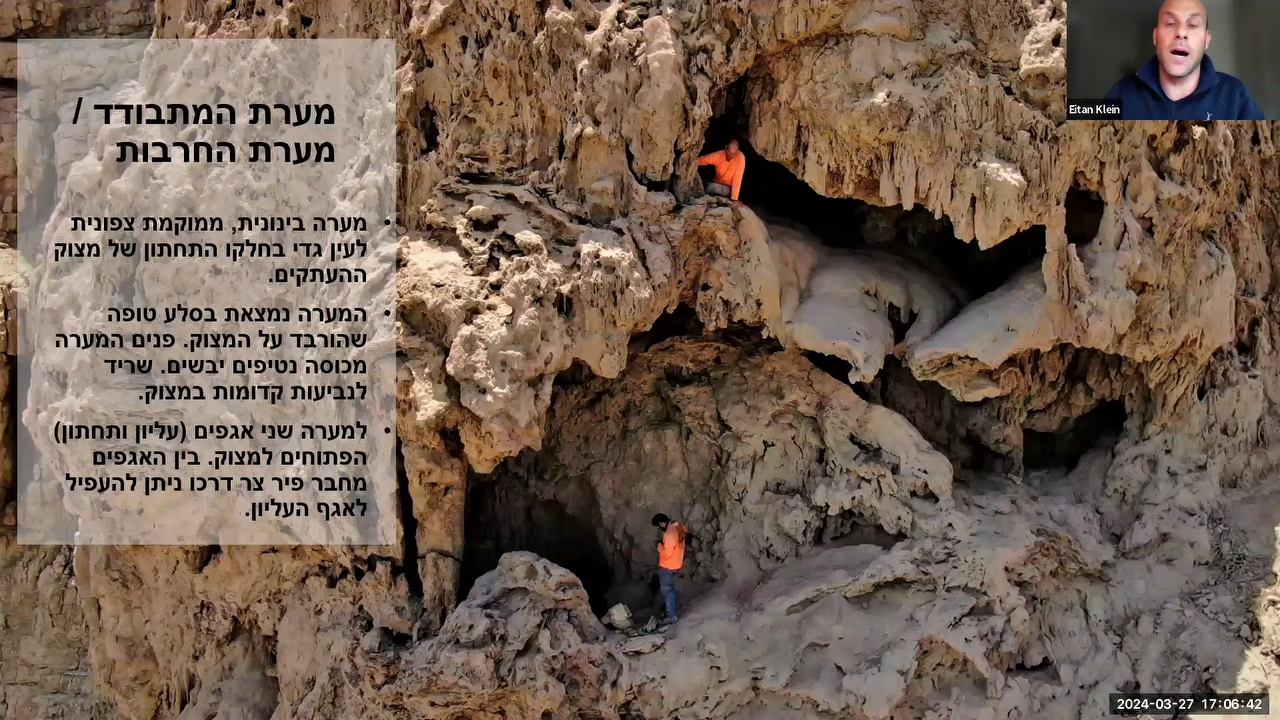 מערת המתבודד /
מערת החרבות
• מערה בינונית, ממוקמת צפונית
לעין גדי בחלקו התחתון של מצוק
ההעתקים.
• המערה נמצאת בסלע טופה
שהורבד על המצוק. פנים המערה
מכוסה נטיפים יבשים. שריד
לנביעות קדומות במצוק.
• למערה שני אגפים (עליון ותחתון)
הפתוחים למצוק. בין האגפים
מחבר פיר צר דרכו ניתן להעפיל
לאגף העליון.
Eitan Klein
2024-03-27 17:06:42